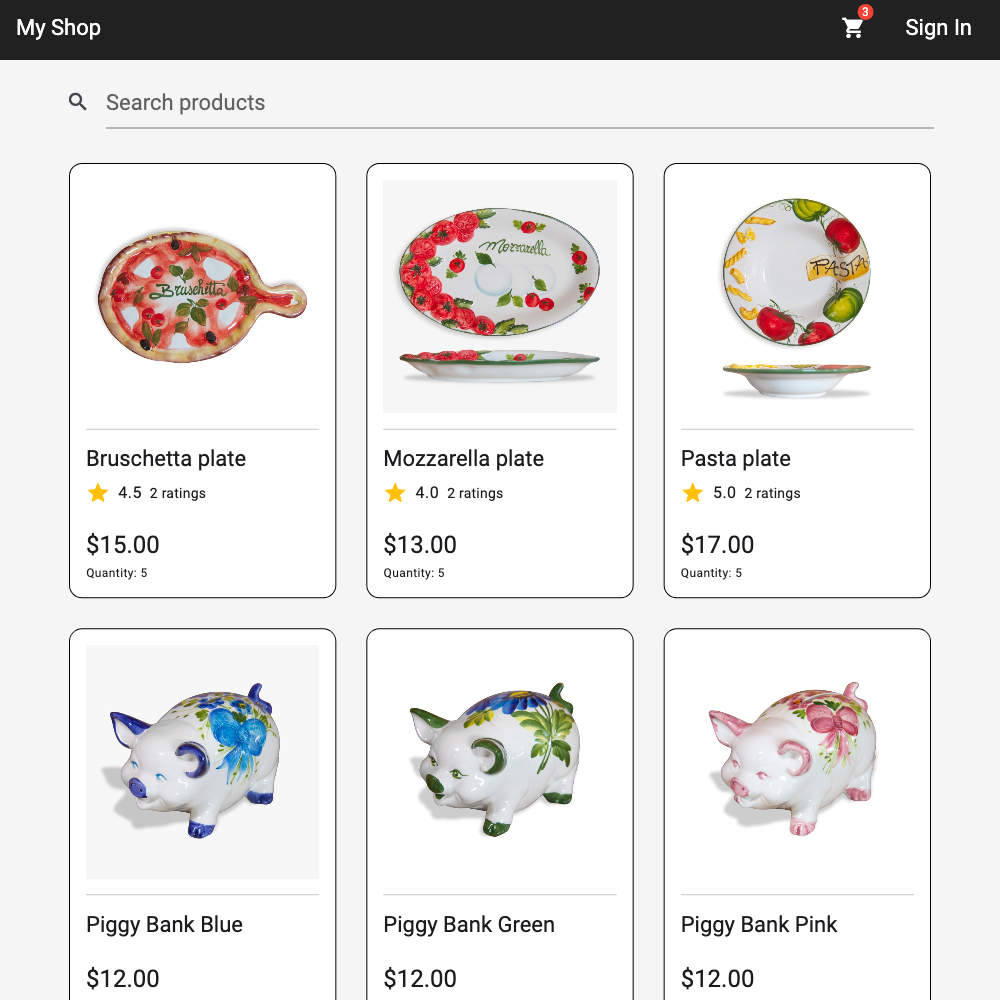 My Shop
3
Sign In
Search products
Bruschetta
Mozzarella
PASTA
Bruschetta plate
Mozzarella plate
Pasta plate
4.5 2 ratings
4.0 2 ratings
5.0 2 ratings
$15.00
$13.00
$17.00
Quantity: 5
Quantity: 5
Quantity: 5
Piggy Bank Blue
Piggy Bank Green
Piggy Bank Pink
$12.00
$12.00
$12.00